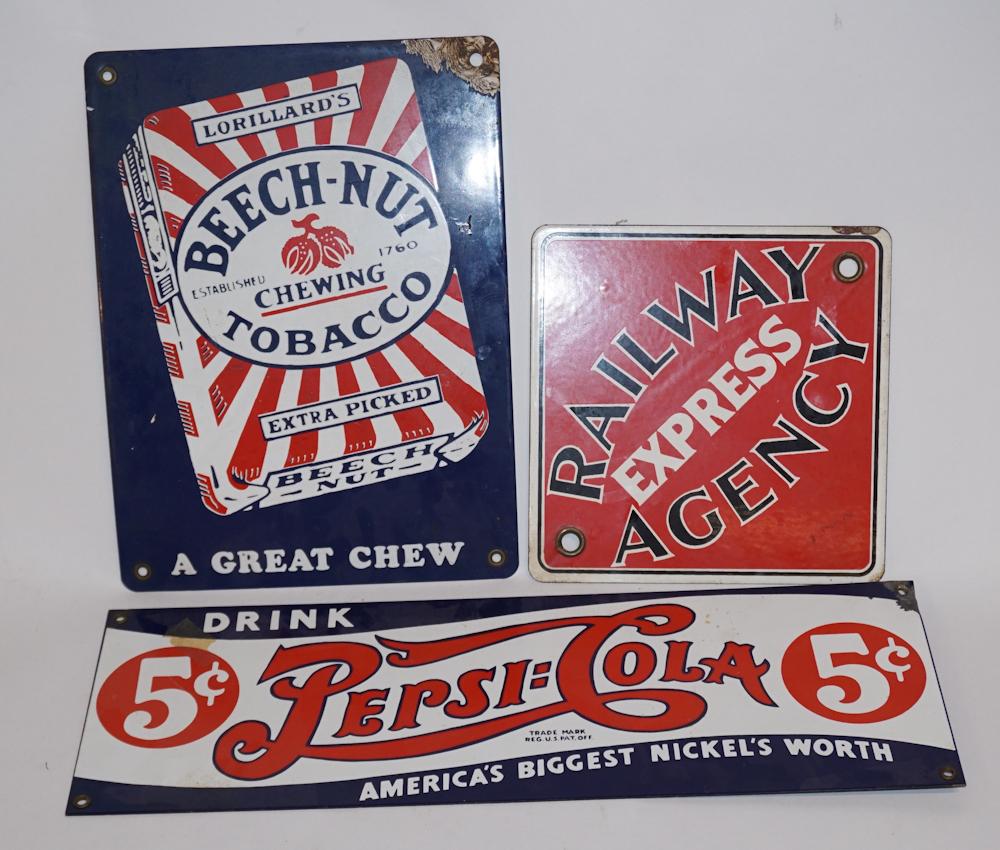 LORILLARD'S
BEECH-NUT
ESTABLISHED 1760
CHEWING
TOBACCO
EXTRA PICKED
BEECH
NUT
A GREAT CHEW
RAILWAY
EXPRESS
AGENCY
DRINK
5¢ PEPSI=COLA 5¢
TRADE MARK
REG. U.S. PAT. OFF.
AMERICA'S BIGGEST NICKEL'S WORTH